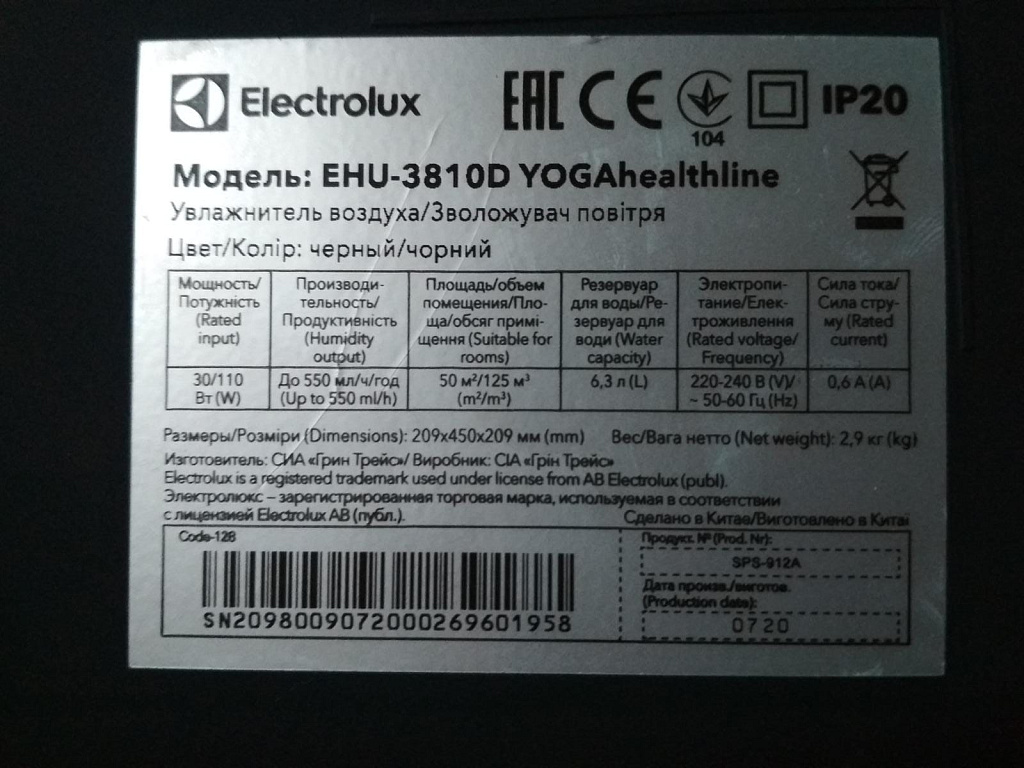 Electrolux EAC CE IP20
104
Модель: EHU-3810D YOGAhealthline
Увлажнитель воздуха/Зволожувач повітря
Цвет/Колір: черный/чорний
Мощность/
Потужність
(Rated
input)
Производи-
тельность/
Продуктивність
(Humidity
output)
Площадь/объем
помещения/Пло-
ща/обсяг примі-
щення (Suitable for
rooms)
Резервуар
для воды/Ре-
зервуар для
води (Water
capacity)
Электропи-
тание/Елек-
троживлення
(Rated voltage/
Frequency)
Сила тока/
Сила стру-
му (Rated
current)
30/110
Вт (W)
До 550 мл/ч/год
(Up to 550 ml/h)
50 м²/125 м³
(m²/m³)
6,3 л (L)
220-240 В (V)/
~ 50-60 Гц (Hz)
0,6 А (A)
Размеры/Розміри (Dimensions): 209x450x209 мм (mm) Вес/Вага нетто (Net weight): 2,9 кг (kg)
Изготовитель: СИА «Грин Трейс»/ Виробник: СІА «Грін Трейс»
Electrolux is a registered trademark used under license from AB Electrolux (publ).
Электролюкс – зарегистрированная торговая марка, используемая в соответствии
с лицензией Electrolux AB (публ.).
Сделано в Китае/Виготовлено в Китаї
Code-128
SN2098009072000269601958
Продукт. № (Prod. Nr):
SPS-912A
Дата произв./виготов.
(Production date):
0720